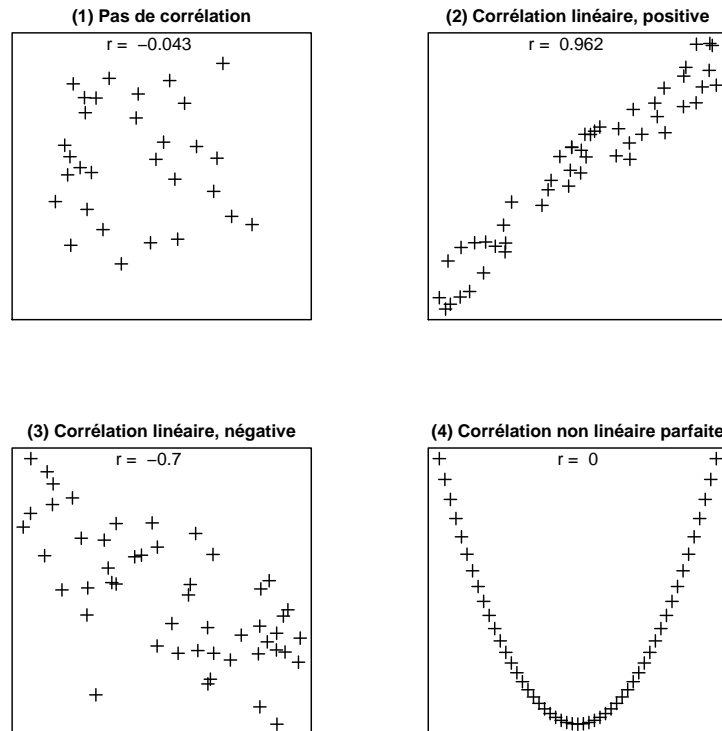 (1) Pas de corrélation
r = −0.043
(2) Corrélation linéaire, positive
r = 0.962
(3) Corrélation linéaire, négative
r = −0.7
(4) Corrélation non linéaire parfaite
r = 0